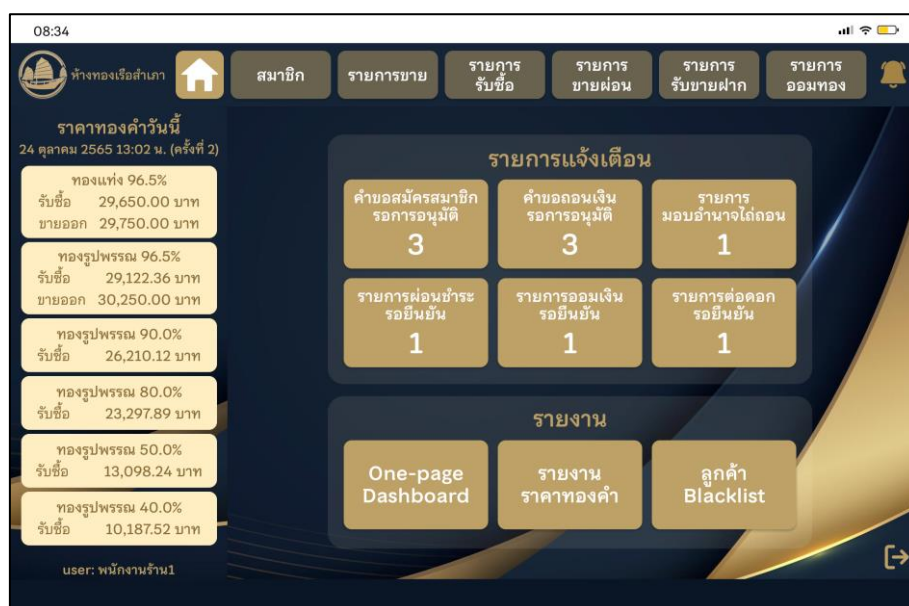 08:34
ห้างทองเรือสำเภา
สมาชิก
รายการขาย
รายการ
รับซื้อ
รายการ
ขายผ่อน
รายการ
รับขายฝาก
รายการ
ออมทอง
ราคาทองคำวันนี้
24 ตุลาคม 2565 13:02 น. (ครั้งที่ 2)
ทองแท่ง 96.5%
รับซื้อ 29,650.00 บาท
ขายออก 29,750.00 บาท
ทองรูปพรรณ 96.5%
รับซื้อ 29,122.36 บาท
ขายออก 30,250.00 บาท
ทองรูปพรรณ 90.0%
รับซื้อ 26,210.12 บาท
ทองรูปพรรณ 80.0%
รับซื้อ 23,297.89 บาท
ทองรูปพรรณ 50.0%
รับซื้อ 13,098.24 บาท
ทองรูปพรรณ 40.0%
รับซื้อ 10,187.52 บาท
user: พนักงานร้าน1
รายการแจ้งเตือน
คำขอสมัครสมาชิก
รอการอนุมัติ
3
คำขอถอนเงิน
รอการอนุมัติ
3
รายการ
มอบอำนาจไถ่ถอน
1
รายการผ่อนชำระ
รอยืนยัน
1
รายการออมเงิน
รอยืนยัน
1
รายการต่อดอก
รอยืนยัน
1
รายงาน
One-page
Dashboard
รายงาน
ราคาทองคำ
ลูกค้า
Blacklist